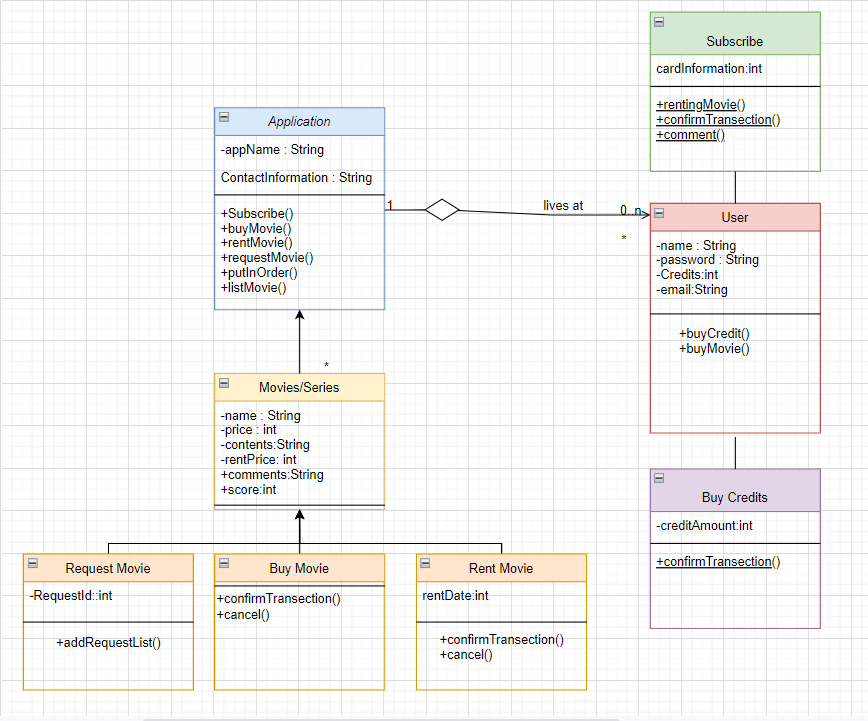 Subscribe
cardInformation:int
+rentingMovie()
+confirmTransection()
+comment()
Application
-appName : String
ContactInformation : String
+Subscribe()
+buyMovie()
+rentMovie()
+requestMovie()
+putInOrder()
+listMovie()
1
lives at
0..n
*
User
-name : String
-password : String
-Credits:int
-email:String
+buyCredit()
+buyMovie()
*
Movies/Series
-name : String
-price : int
-contents:String
-rentPrice: int
+comments:String
+score:int
Buy Credits
-creditAmount:int
+confirmTransection()
Request Movie
-RequestId::int
+addRequestList()
Buy Movie
+confirmTransection()
+cancel()
Rent Movie
rentDate:int
+confirmTransection()
+cancel()